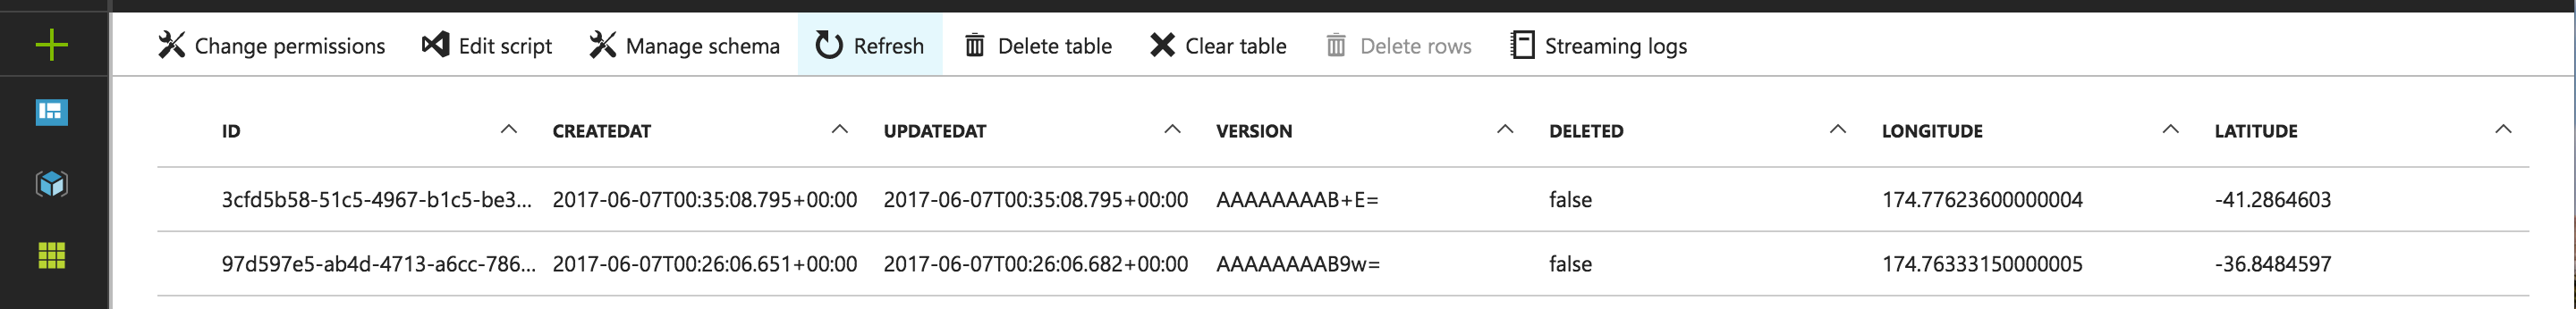 Change permissions Edit script Manage schema Refresh Delete table Clear table Delete rows Streaming logs
ID CREATEDAT UPDATEDAT VERSION DELETED LONGITUDE LATITUDE
3cfd5b58-51c5-4967-b1c5-be3... 2017-06-07T00:35:08.795+00:00 2017-06-07T00:35:08.795+00:00 AAAAAAAAB+E= false 174.77623600000004 -41.2864603
97d597e5-ab4d-4713-a6cc-786... 2017-06-07T00:26:06.651+00:00 2017-06-07T00:26:06.682+00:00 AAAAAAAAB9w= false 174.76333150000005 -36.8484597